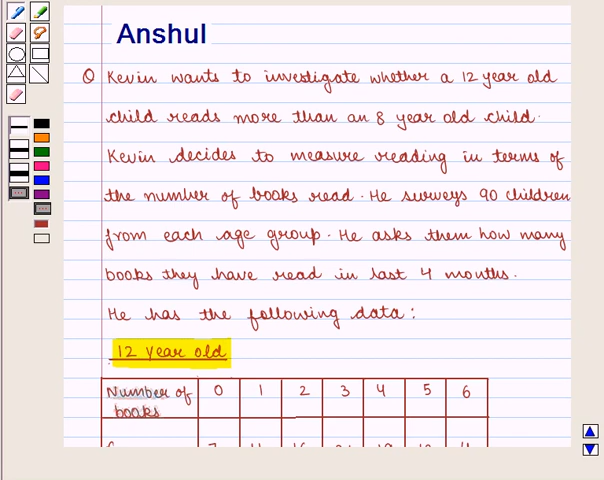 Anshul
Q Kevin wants to investigate whether a 12 year old
child reads more than an 8 year old child.
Kevin decides to measure reading in terms of
the number of books read. He surveys 90 children
from each age group. He asks them how many
books they have read in last 4 months.
He has the following data:
12 year old
Number of books 0 1 2 3 4 5 6